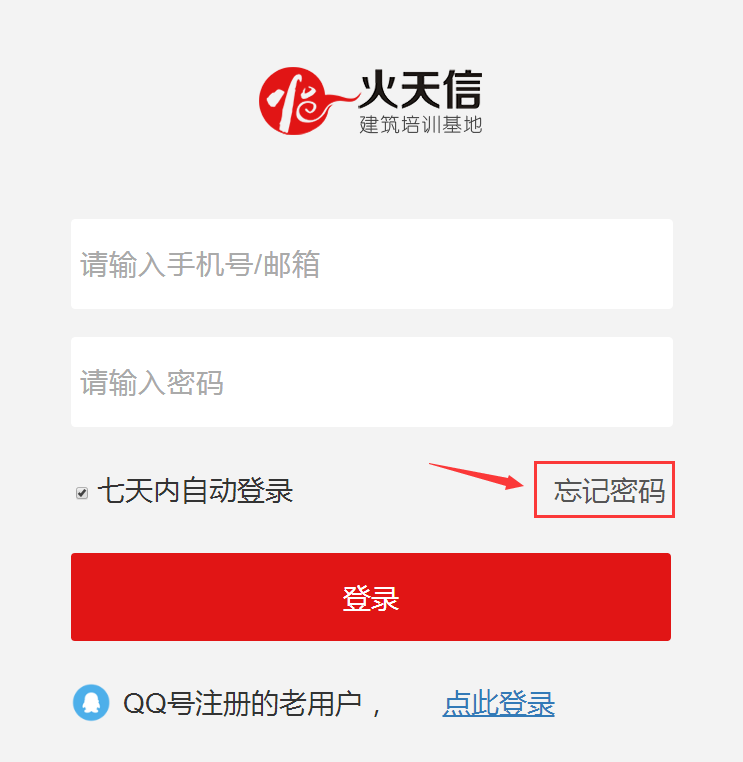 火天信
建筑培训基地
请输入手机号/邮箱
请输入密码
七天内自动登录
忘记密码
登录
QQ号注册的老用户， 点此登录